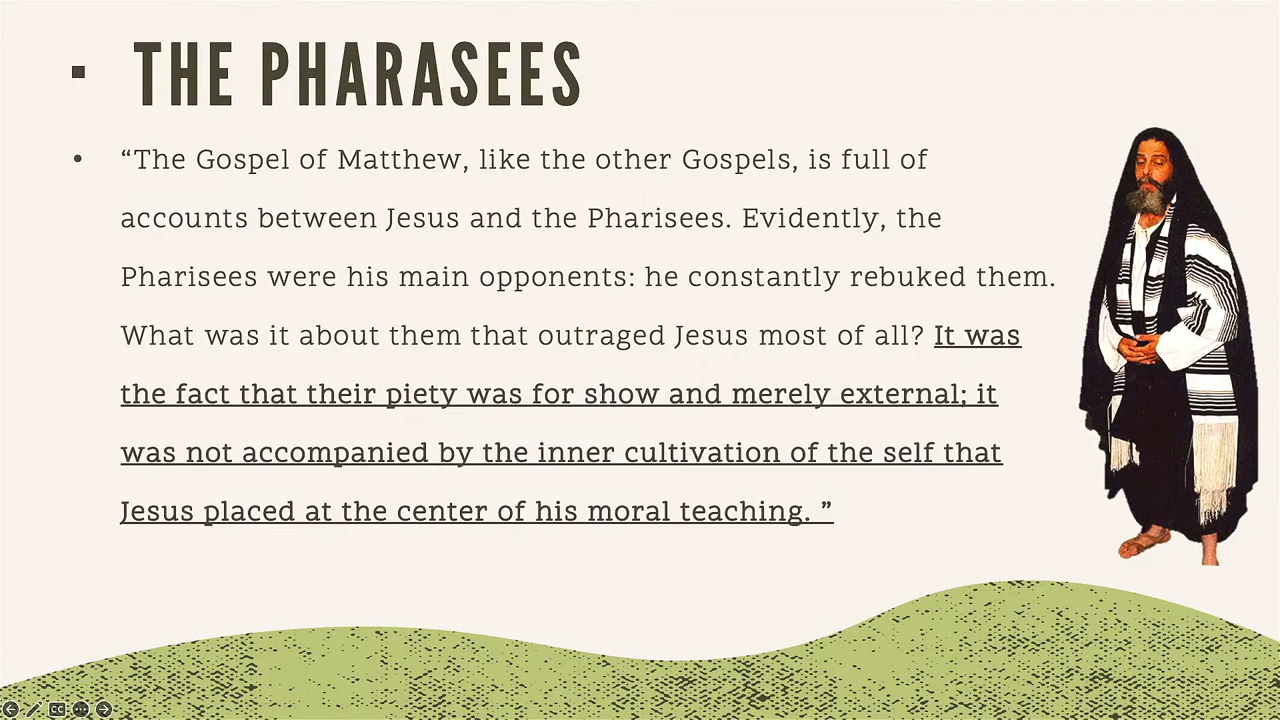 ▪ THE PHARASEES
• “The Gospel of Matthew, like the other Gospels, is full of
accounts between Jesus and the Pharisees. Evidently, the
Pharisees were his main opponents: he constantly rebuked them.
What was it about them that outraged Jesus most of all? It was
the fact that their piety was for show and merely external; it
was not accompanied by the inner cultivation of the self that
Jesus placed at the center of his moral teaching. ”
CC